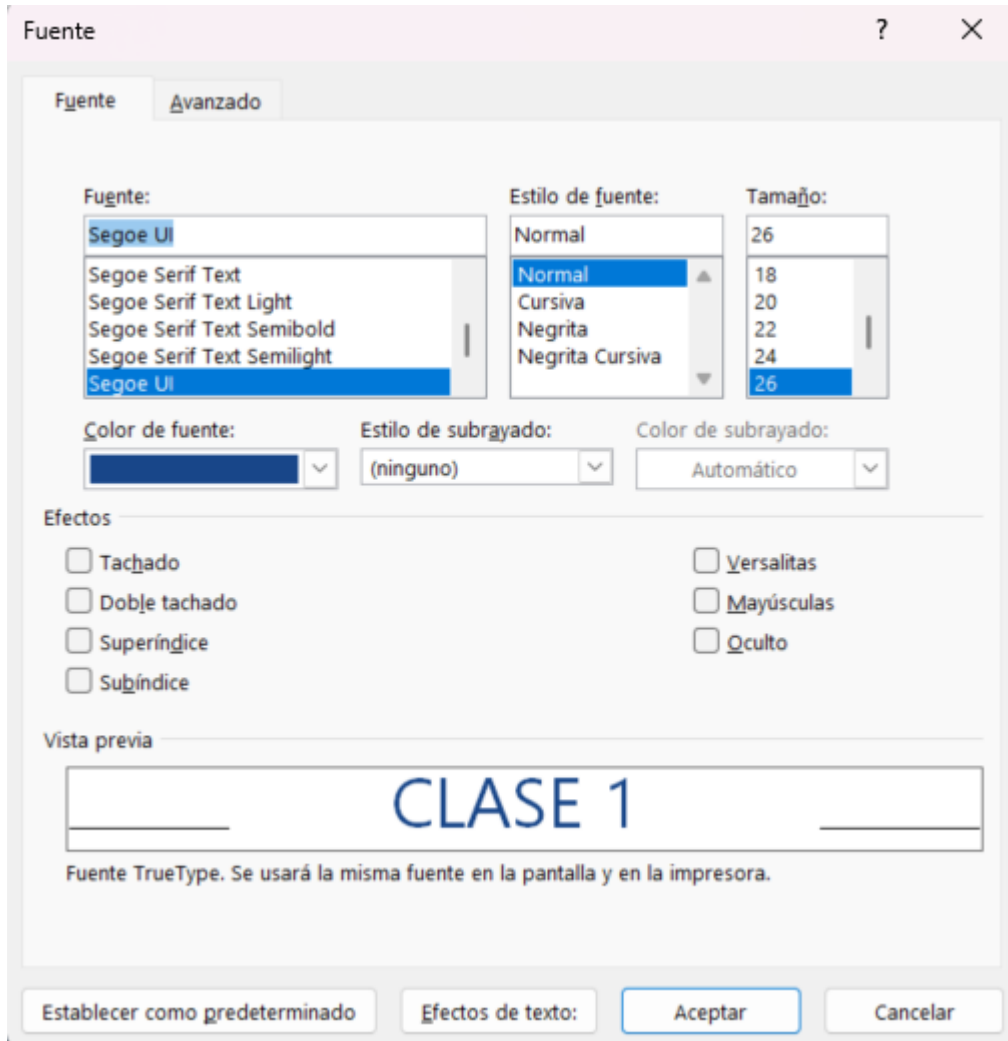 Fuente ? ×
Fuente Avanzado
Fuente: Estilo de fuente: Tamaño:
Segoe UI Normal 26
Segoe Serif Text Normal 18
Segoe Serif Text Light Cursiva 20
Segoe Serif Text Semibold Negrita 22
Segoe Serif Text Semilight Negrita Cursiva 24
Segoe UI 26
Color de fuente: Estilo de subrayado: Color de subrayado:
(ninguno) Automático
Efectos
Tachado Versalitas
Doble tachado Mayúsculas
Superíndice Oculto
Subíndice
Vista previa
CLASE 1
Fuente TrueType. Se usará la misma fuente en la pantalla y en la impresora.
Establecer como predeterminado Efectos de texto: Aceptar Cancelar